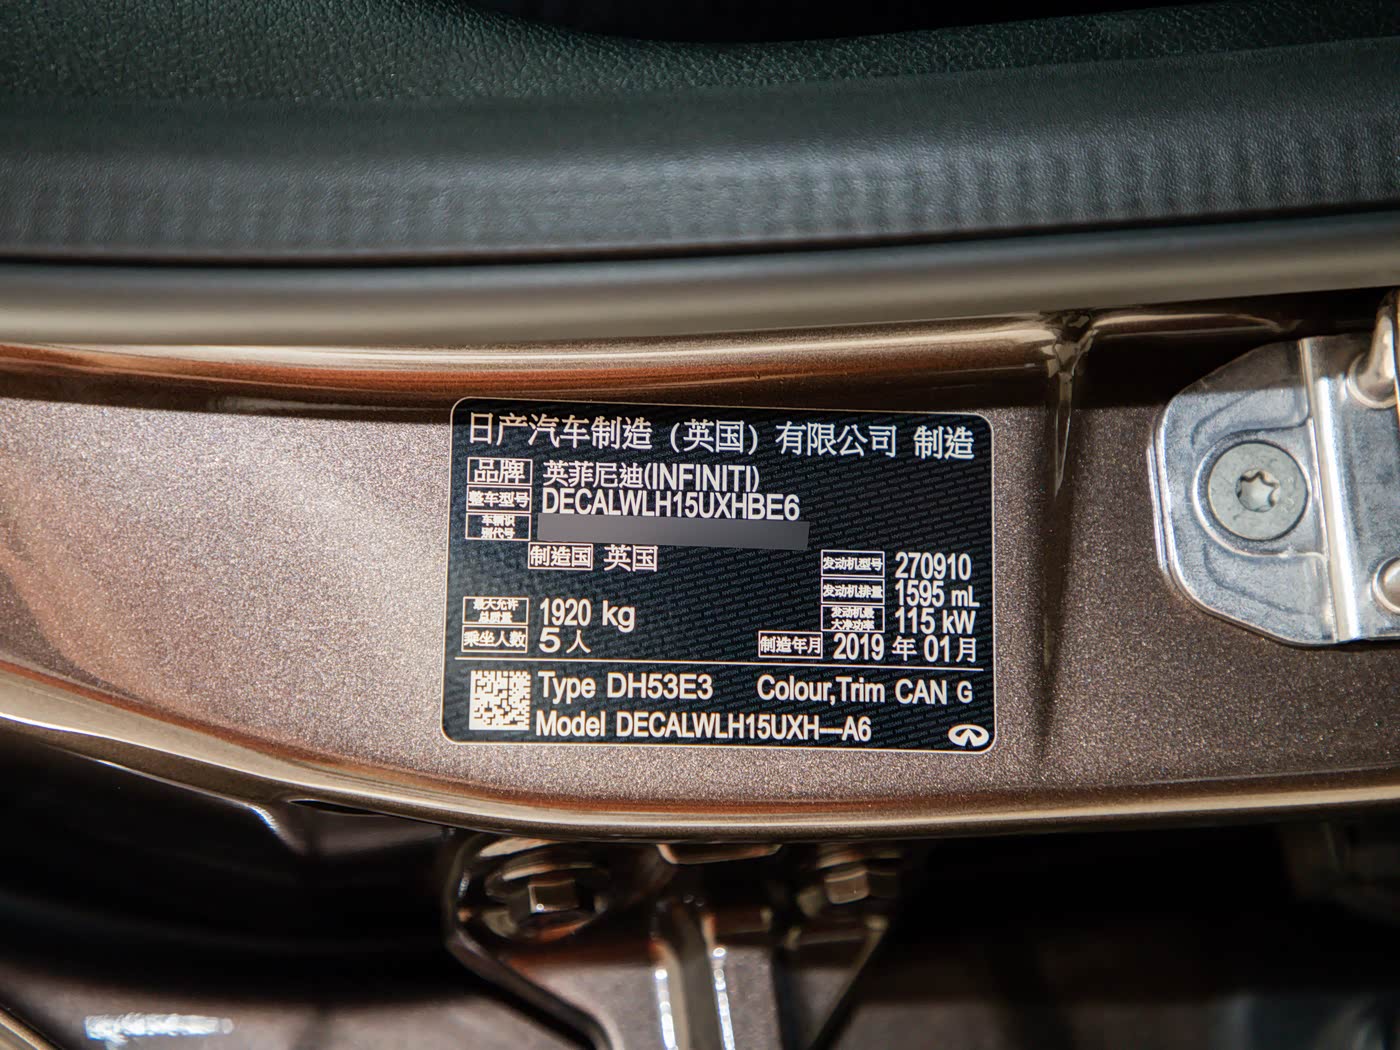 日产汽车制造（英国）有限公司 制造
品牌 英菲尼迪(INFINITI)
整车型号 DECALWLH15UXHBE6
车辆识别代号
制造国 英国
发动机型号 270910
发动机排量 1595 mL
最大允许总质量 1920 kg
发动机最大净功率 115 kW
乘坐人数 5 人
制造年月 2019 年 01 月
Type DH53E3 Colour,Trim CAN G
Model DECALWLH15UXH—A6